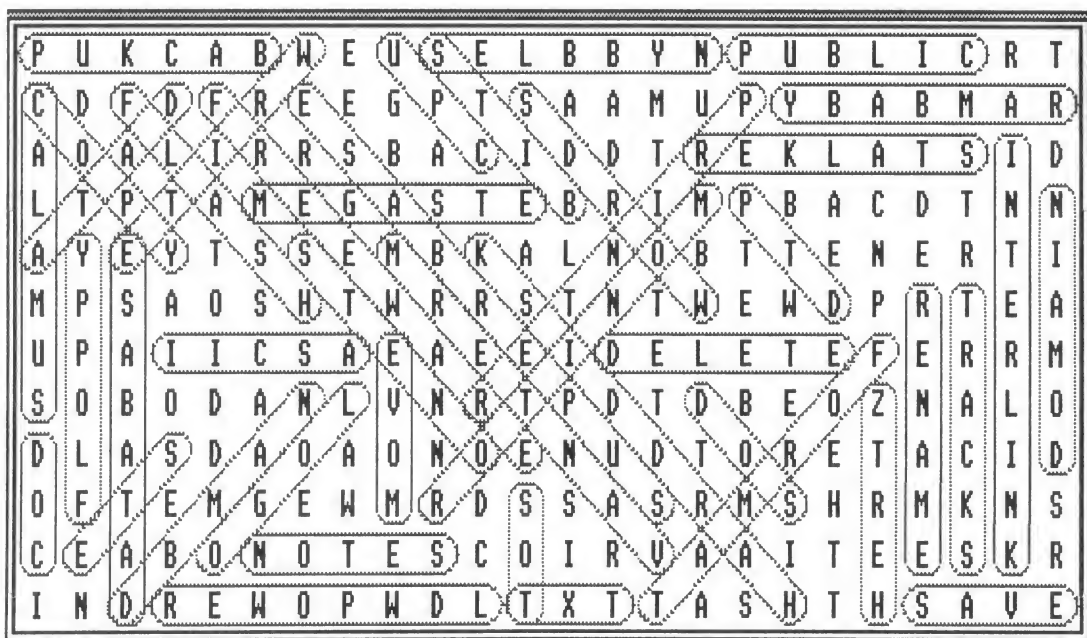 P U K C A B W E U S E L B B Y N P U B L I C R T
C D F D F R E E G P T S A A M U P Y B A B M A R
A O A L I R R S B A C I D D T R E K L A T S I D
L T P T A M E G A S T E B R I M P B A C D T N N
A Y E Y T S S E M B K A L N O B T T E N E R T I
M P S A O S H T W R R S T N T W E W D P R T E A
U P A I I C S A E A E E I D E L E T E F E R R M
S O B O D A N L V N R T P D T D B E O Z N A L O
D L A S D A O A O N O E N U D T O R E T A C I D
O F T E M G E W M R D S S A S R M S H R M K N S
C E A B O N O T E S C O I R V A A I T E E S K R
I N D R E W O P W D L T X T T A S H T H S A V E